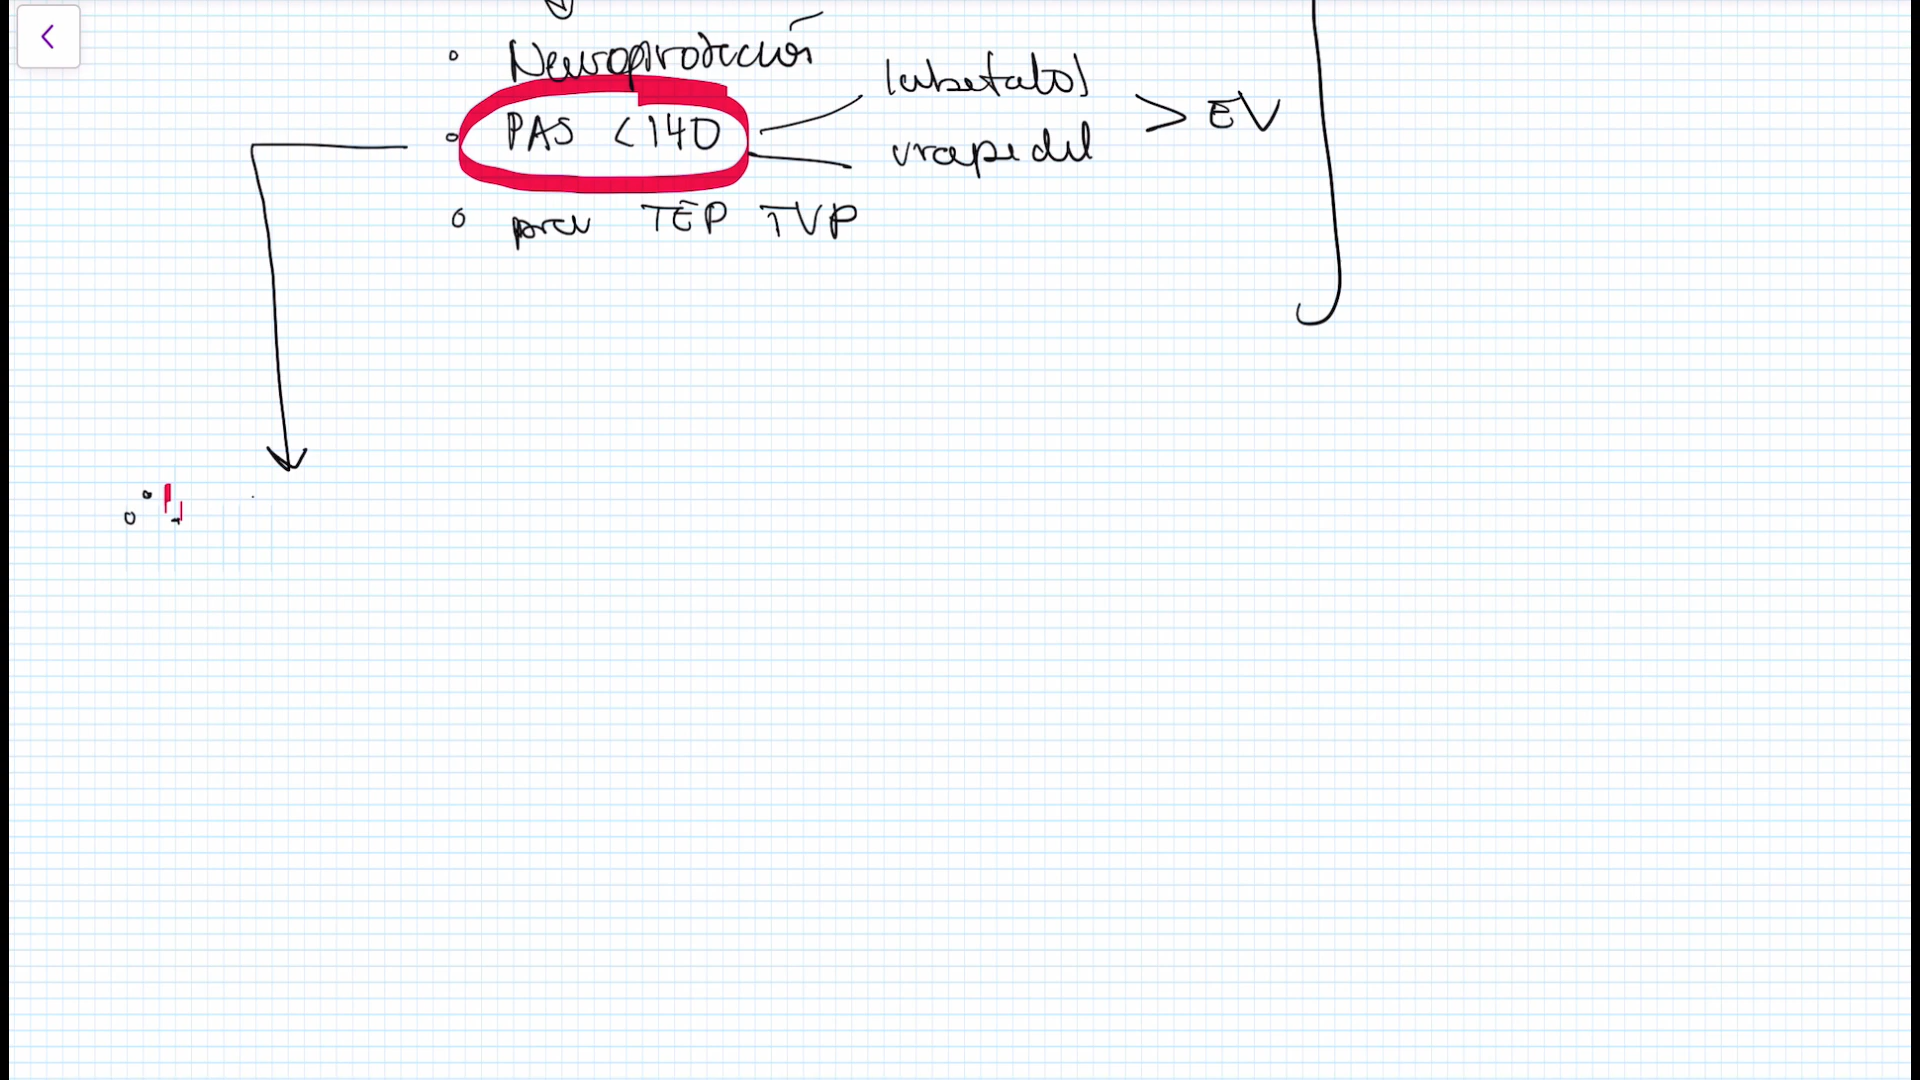 Neuroprotección
labetalol
PAS <140 > EV
urapidil
prev TEP TVP